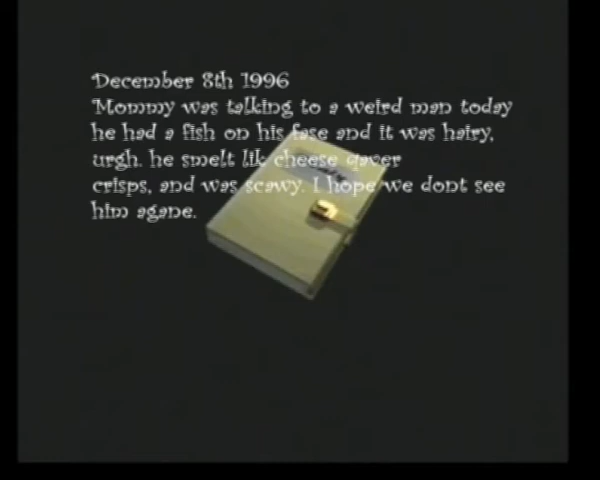 December 8th 1996
Mommy was talking to a weird man today
he had a fish on his fase and it was hairy,
urgh. he smelt lik cheese qacer
crisps, and was scawy. I hope we dont see
him agane.